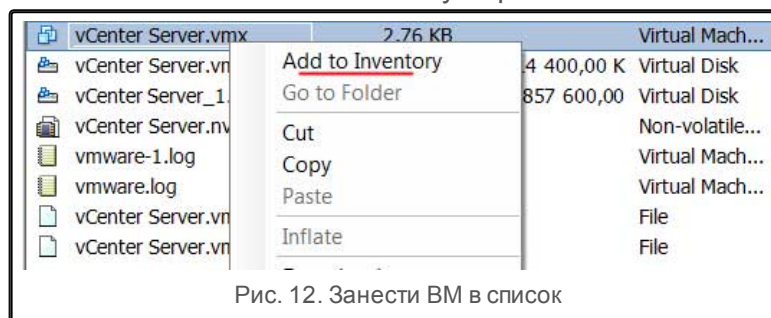 vCenter Server.vmx 2.76 KB Virtual Mach...
vCenter Server.vm 4 400,00 K Virtual Disk
vCenter Server_1. 857 600,00 Virtual Disk
vCenter Server.nv Non-volatile...
vmware-1.log Virtual Mach...
vmware.log Virtual Mach...
vCenter Server.vm File
vCenter Server.vm File
Add to Inventory
Go to Folder
Cut
Copy
Paste
Inflate
Рис. 12. Занести ВМ в список